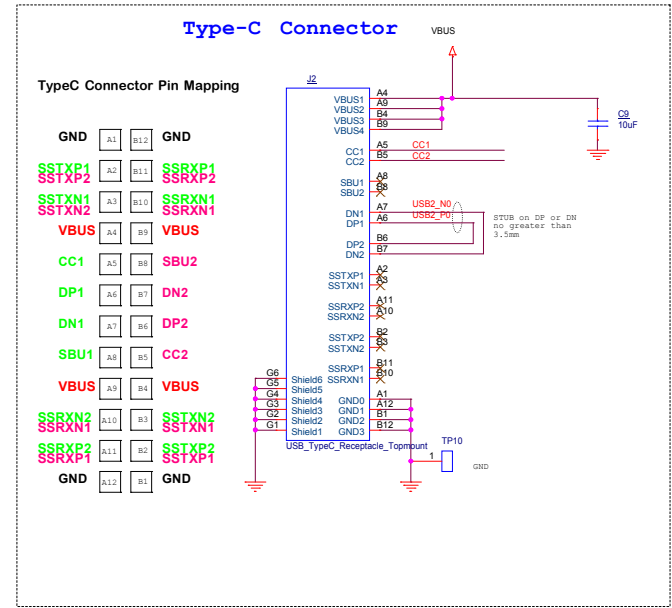 Type-C Connector
VBUS
TypeC Connector Pin Mapping
GND A1 B12 GND
SSTXP1 A2 B11 SSRXP1
SSTXP2 SSRXP2
SSTXN1 A3 B10 SSRXN1
SSTXN2 SSRXN1
VBUS A4 B9 VBUS
CC1 A5 B8 SBU2
DP1 A6 B7 DN2
DN1 A7 B6 DP2
SBU1 A8 B5 CC2
VBUS A9 B4 VBUS
SSRXN2 A10 B3 SSTXN2
SSRXN1 SSTXN1
SSRXP2 A11 B2 SSTXP2
SSRXP1 SSTXP1
GND A12 B1 GND
J2
VBUS1 A4
VBUS2 A9
VBUS3 B4
VBUS4 B9
CC1 A5 CC1
CC2 B5 CC2
SBU1 A8
SBU2 B8
DN1 A7 USB2_N0
DP1 A6 USB2_P0
DP2 B6
DN2 B7
SSTXP1 A2
SSTXN1 A3
SSRXP2 A11
SSRXN2 A10
SSTXP2 B2
SSTXN2 B3
SSRXP1 B11
SSRXN1 B10
G6 Shield6
G5 Shield5
G4 Shield4
G3 Shield3
G2 Shield2
G1 Shield1
GND0 A1
GND1 A12
GND2 B1
GND3 B12
USB_TypeC_Receptacle_Topmount
C9
10uF
STUB on DP or DN
no greater than
3.5mm
TP10
1
GND